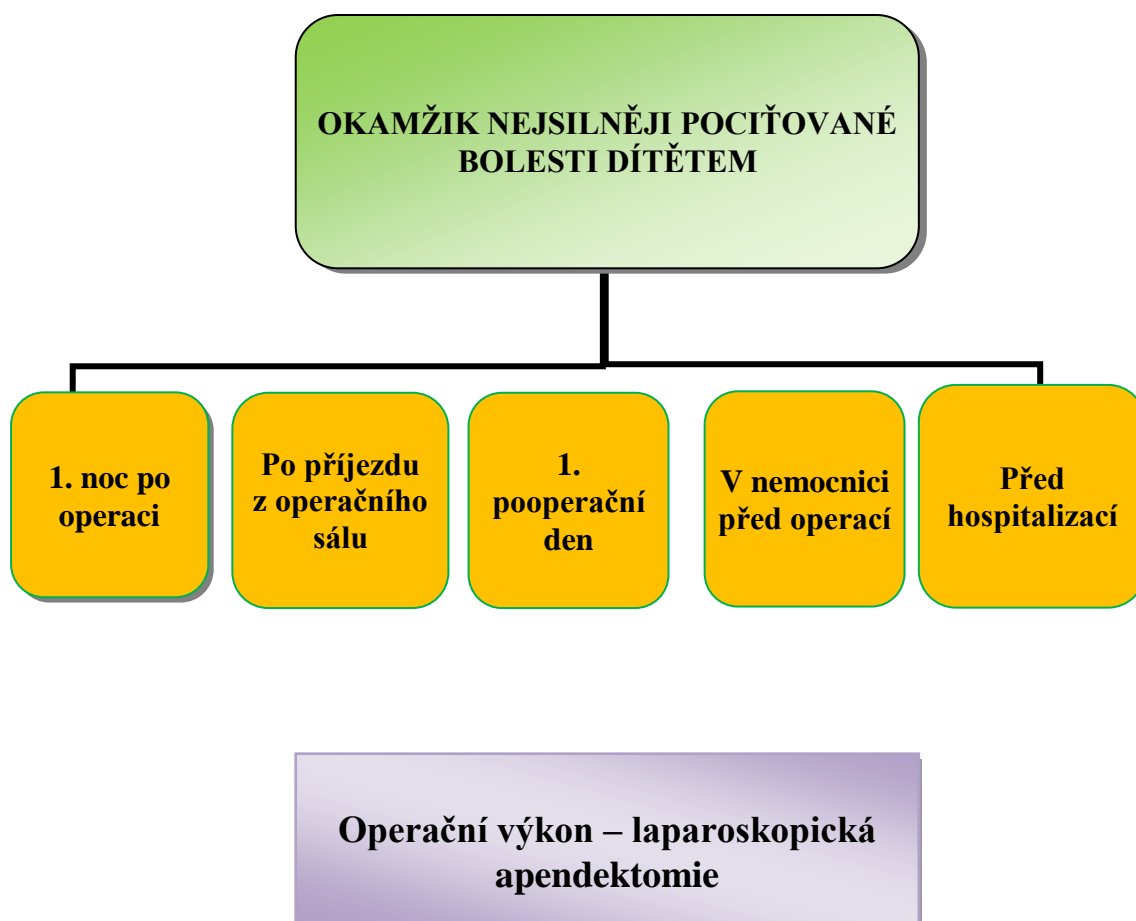 OKAMŽIK NEJSILNĚJI POCIŤOVANÉ
BOLESTI DÍTĚTEM
1. noc po
operaci
Po příjezdu
z operačního
sálu
1.
pooperační
den
V nemocnici
před operací
Před
hospitalizací
Operační výkon – laparoskopická
apendektomie